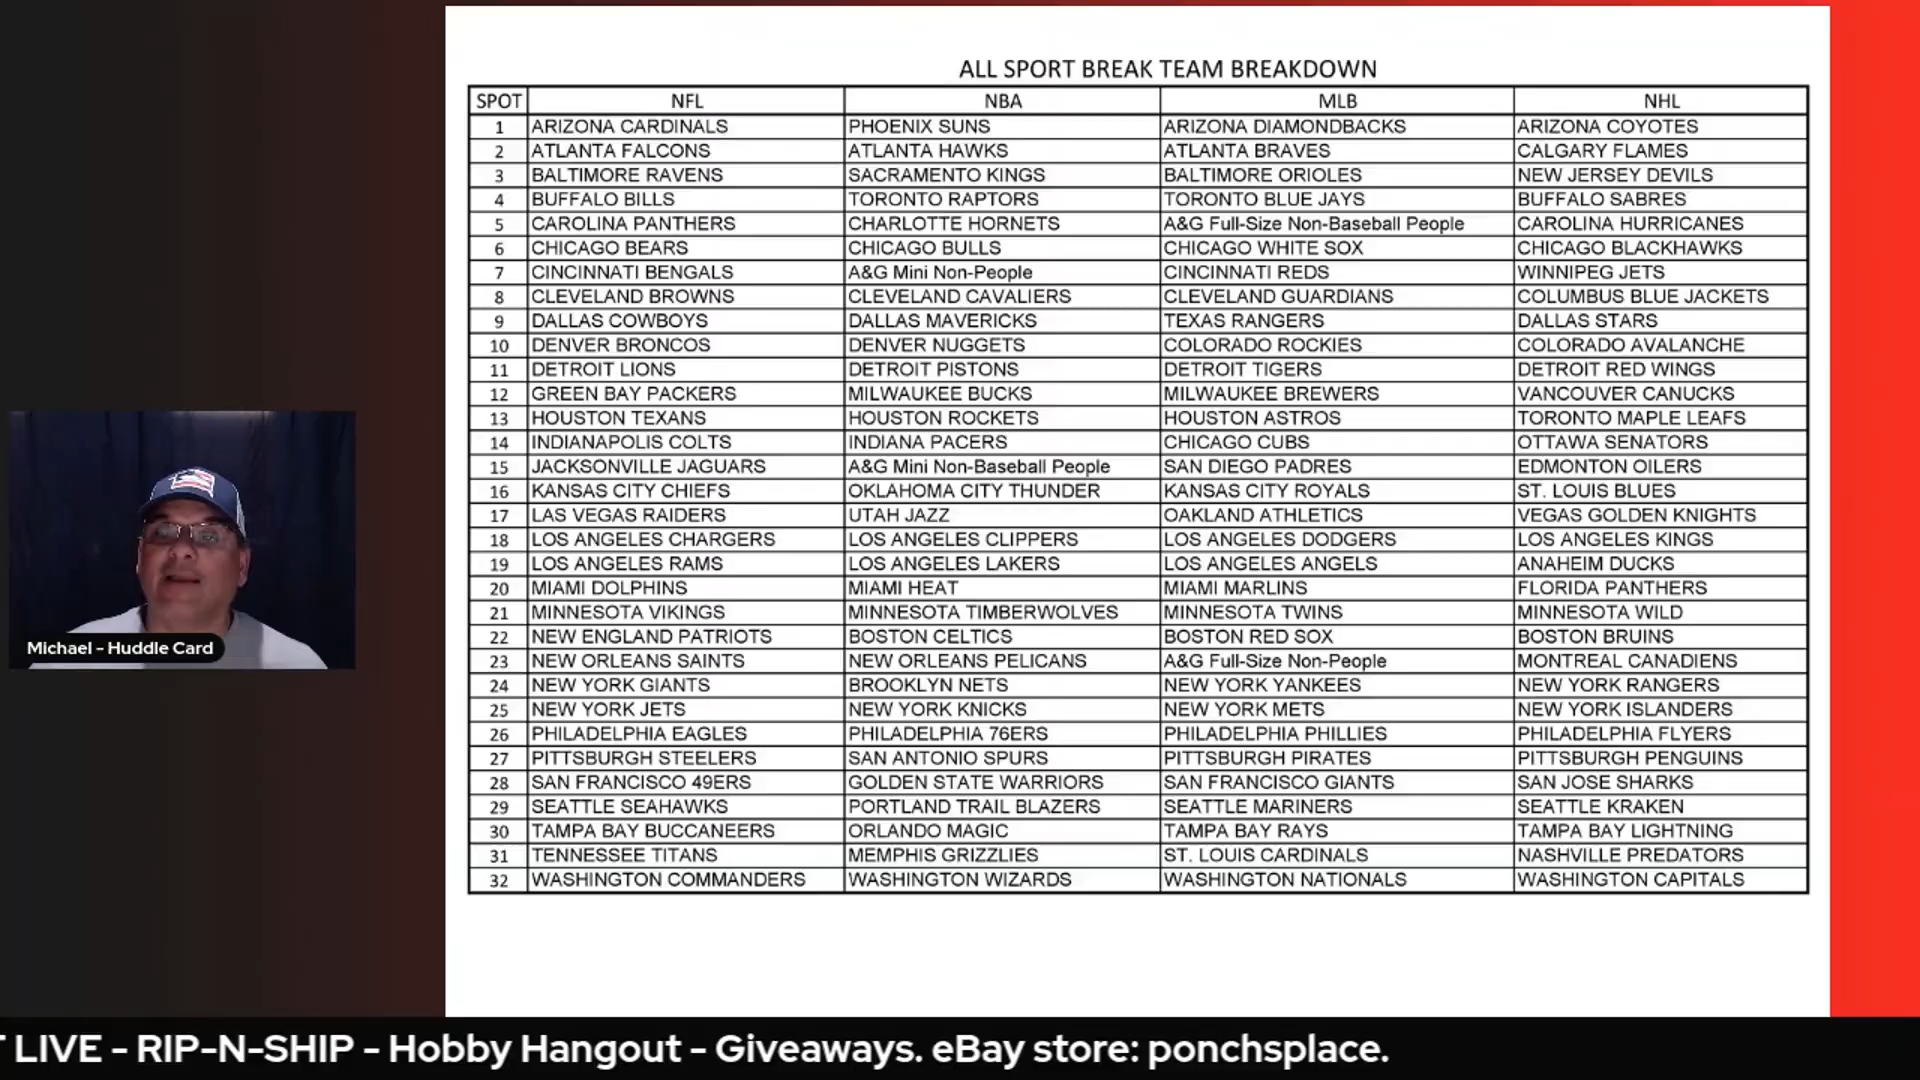 ALL SPORT BREAK TEAM BREAKDOWN
SPOT NFL NBA MLB NHL
1 ARIZONA CARDINALS PHOENIX SUNS ARIZONA DIAMONDBACKS ARIZONA COYOTES
2 ATLANTA FALCONS ATLANTA HAWKS ATLANTA BRAVES CALGARY FLAMES
3 BALTIMORE RAVENS SACRAMENTO KINGS BALTIMORE ORIOLES NEW JERSEY DEVILS
4 BUFFALO BILLS TORONTO RAPTORS TORONTO BLUE JAYS BUFFALO SABRES
5 CAROLINA PANTHERS CHARLOTTE HORNETS A&G Full-Size Non-Baseball People CAROLINA HURRICANES
6 CHICAGO BEARS CHICAGO BULLS CHICAGO WHITE SOX CHICAGO BLACKHAWKS
7 CINCINNATI BENGALS A&G Mini Non-People CINCINNATI REDS WINNIPEG JETS
8 CLEVELAND BROWNS CLEVELAND CAVALIERS CLEVELAND GUARDIANS COLUMBUS BLUE JACKETS
9 DALLAS COWBOYS DALLAS MAVERICKS TEXAS RANGERS DALLAS STARS
10 DENVER BRONCOS DENVER NUGGETS COLORADO ROCKIES COLORADO AVALANCHE
11 DETROIT LIONS DETROIT PISTONS DETROIT TIGERS DETROIT RED WINGS
12 GREEN BAY PACKERS MILWAUKEE BUCKS MILWAUKEE BREWERS VANCOUVER CANUCKS
13 HOUSTON TEXANS HOUSTON ROCKETS HOUSTON ASTROS TORONTO MAPLE LEAFS
14 INDIANAPOLIS COLTS INDIANA PACERS CHICAGO CUBS OTTAWA SENATORS
15 JACKSONVILLE JAGUARS A&G Mini Non-Baseball People SAN DIEGO PADRES EDMONTON OILERS
16 KANSAS CITY CHIEFS OKLAHOMA CITY THUNDER KANSAS CITY ROYALS ST. LOUIS BLUES
17 LAS VEGAS RAIDERS UTAH JAZZ OAKLAND ATHLETICS VEGAS GOLDEN KNIGHTS
18 LOS ANGELES CHARGERS LOS ANGELES CLIPPERS LOS ANGELES DODGERS LOS ANGELES KINGS
19 LOS ANGELES RAMS LOS ANGELES LAKERS LOS ANGELES ANGELS ANAHEIM DUCKS
20 MIAMI DOLPHINS MIAMI HEAT MIAMI MARLINS FLORIDA PANTHERS
21 MINNESOTA VIKINGS MINNESOTA TIMBERWOLVES MINNESOTA TWINS MINNESOTA WILD
22 NEW ENGLAND PATRIOTS BOSTON CELTICS BOSTON RED SOX BOSTON BRUINS
23 NEW ORLEANS SAINTS NEW ORLEANS PELICANS A&G Full-Size Non-People MONTREAL CANADIENS
24 NEW YORK GIANTS BROOKLYN NETS NEW YORK YANKEES NEW YORK RANGERS
25 NEW YORK JETS NEW YORK KNICKS NEW YORK METS NEW YORK ISLANDERS
26 PHILADELPHIA EAGLES PHILADELPHIA 76ERS PHILADELPHIA PHILLIES PHILADELPHIA FLYERS
27 PITTSBURGH STEELERS SAN ANTONIO SPURS PITTSBURGH PIRATES PITTSBURGH PENGUINS
28 SAN FRANCISCO 49ERS GOLDEN STATE WARRIORS SAN FRANCISCO GIANTS SAN JOSE SHARKS
29 SEATTLE SEAHAWKS PORTLAND TRAIL BLAZERS SEATTLE MARINERS SEATTLE KRAKEN
30 TAMPA BAY BUCCANEERS ORLANDO MAGIC TAMPA BAY RAYS TAMPA BAY LIGHTNING
31 TENNESSEE TITANS MEMPHIS GRIZZLIES ST. LOUIS CARDINALS NASHVILLE PREDATORS
32 WASHINGTON COMMANDERS WASHINGTON WIZARDS WASHINGTON NATIONALS WASHINGTON CAPITALS
Michael - Huddle Card
LIVE - RIP-N-SHIP - Hobby Hangout - Giveaways. eBay store: ponchsplace.